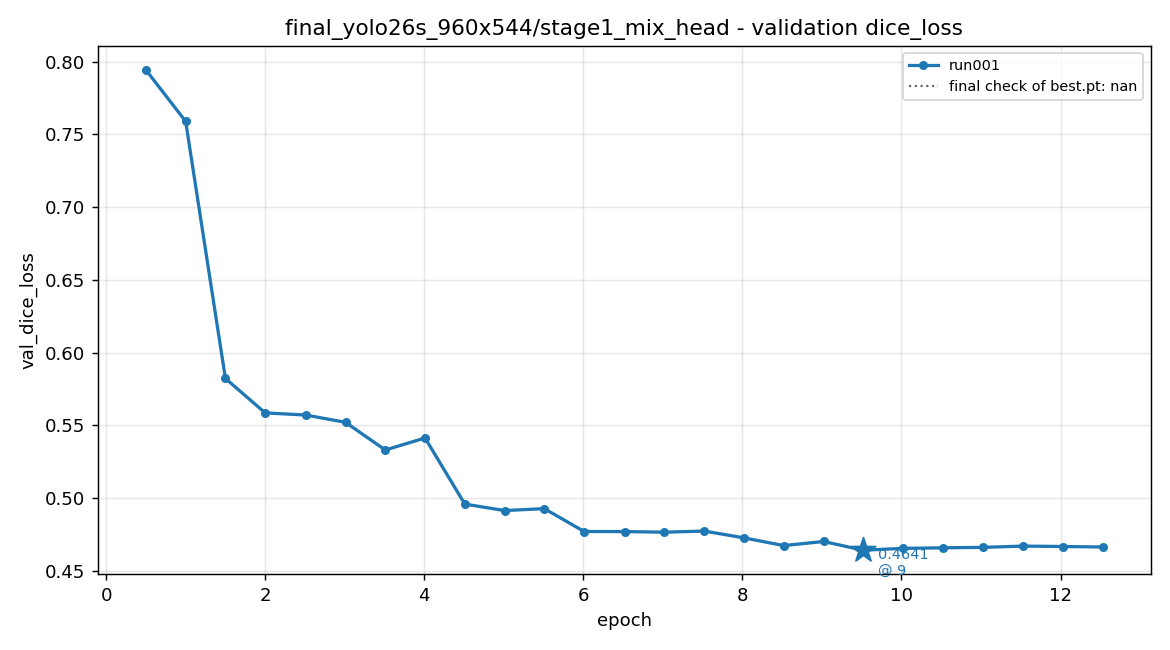 final_yolo26s_960x544/stage1_mix_head - validation dice_loss
run001
final check of best.pt: nan
val_dice_loss
0.80
0.75
0.70
0.65
0.60
0.55
0.50
0.45
0.4641
@ 9
0 2 4 6 8 10 12
epoch